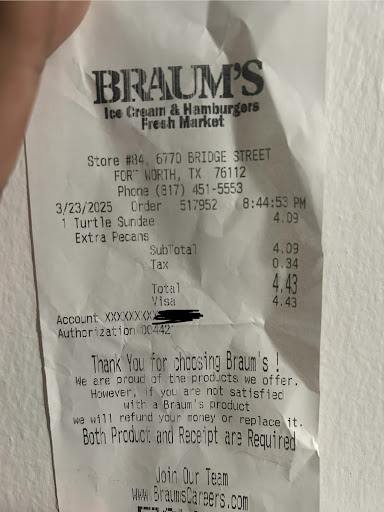 BRAUM'S
Ice Cream & Hamburgers
Fresh Market
Store #84, 6770 BRIDGE STREET
FORT WORTH, TX 76112
Phone (817) 451-5553
3/23/2025 Order 517952 8:44:53 PM
1 Turtle Sundae 4.09
Extra Pecans
SubTotal 4.09
Tax 0.34
Total 4.43
Visa 4.43
Account XXXXXXXX
Authorization 00442
Thank You for choosing Braum's !
We are proud of the products we offer.
However, if you are not satisfied
with a Braum's product
we will refund your money or replace it.
Both Product and Receipt are Required
Join Our Team
www.BraumsCareers.com